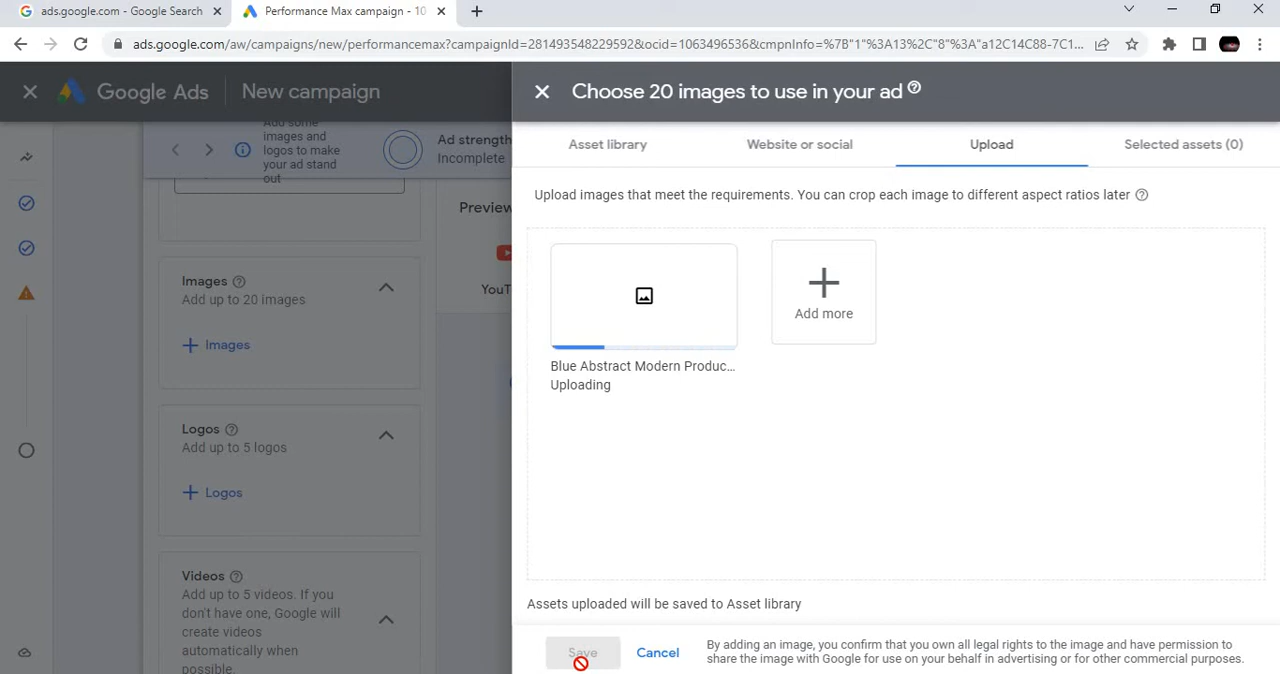 ads.google.com - Google Search
Performance Max campaign - 10
ads.google.com/aw/campaigns/new/performancemax?campaignId=281493548229592&ocid=1063496536&cmpnInfo=%7B"1"%3A13%2C"8"%3A"a12C14C88-7C1...
Google Ads
New campaign
Choose 20 images to use in your ad
Add some
images and
logos to make
your ad stand
out
Ad strength
Incomplete
Asset library
Website or social
Upload
Selected assets (0)
Upload images that meet the requirements. You can crop each image to different aspect ratios later
Preview
YouT
Images
Add up to 20 images
Images
Add more
Blue Abstract Modern Produc...
Uploading
Logos
Add up to 5 logos
Logos
Videos
Add up to 5 videos. If you
don't have one, Google will
create videos
automatically when
possible.
Assets uploaded will be saved to Asset library
Save
Cancel
By adding an image, you confirm that you own all legal rights to the image and have permission to
share the image with Google for use on your behalf in advertising or for other commercial purposes.